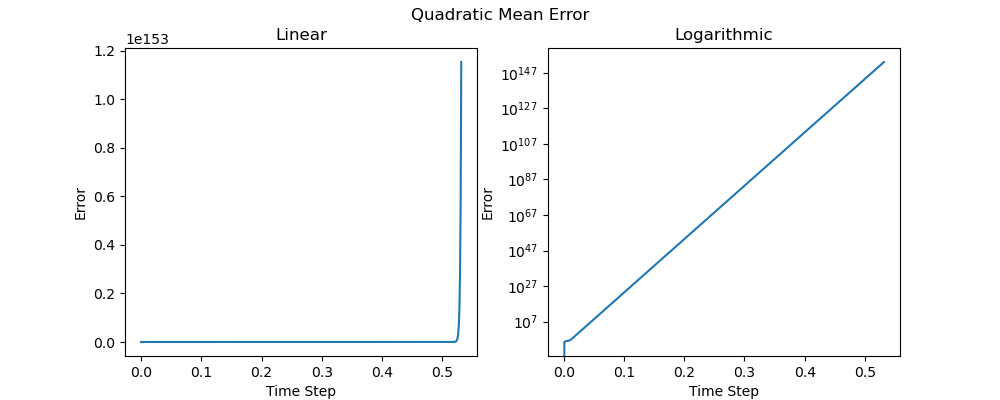 Quadratic Mean Error
Linear
1e153
1.2
1.0
0.8
0.6
0.4
0.2
0.0
Error
0.0 0.1 0.2 0.3 0.4 0.5
Time Step
Logarithmic
10^147
10^127
10^107
10^87
10^67
10^47
10^27
10^7
Error
0.0 0.1 0.2 0.3 0.4 0.5
Time Step